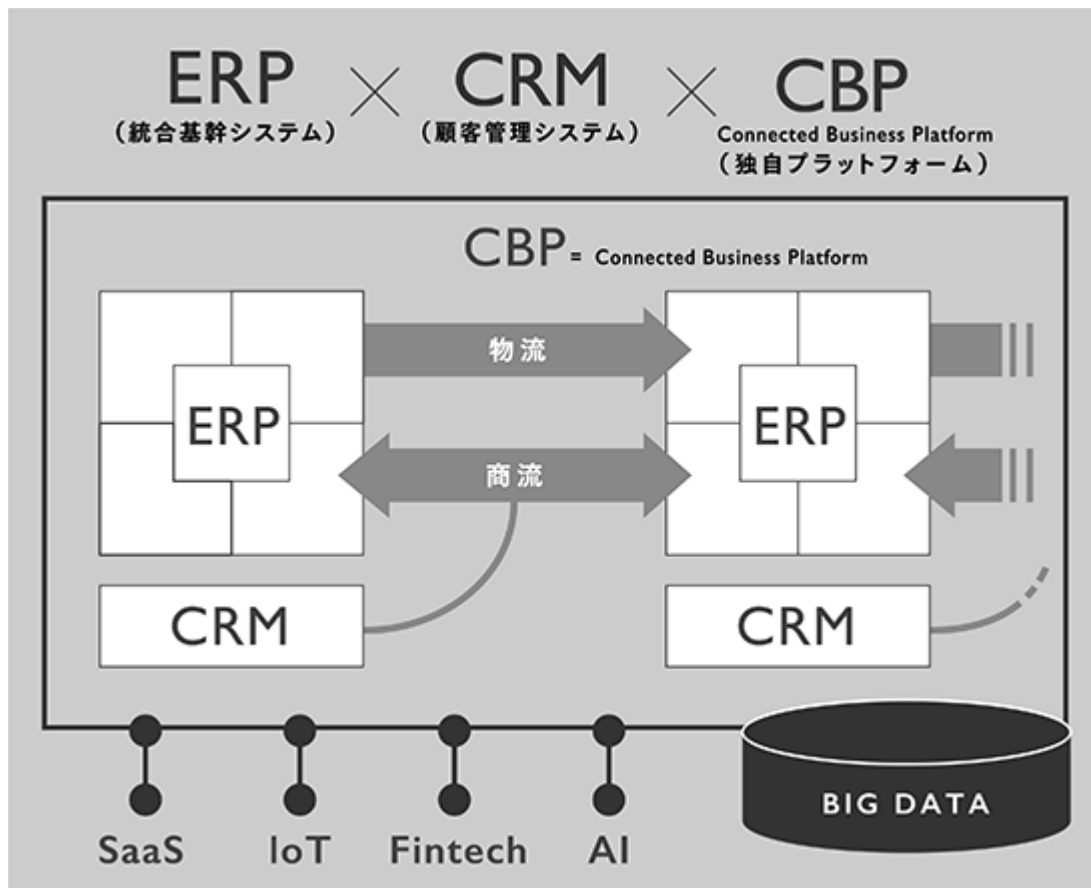 ERP × CRM × CBP
(統合基幹システム) (顧客管理システム) Connected Business Platform
(独自プラットフォーム)
CBP = Connected Business Platform
物流
ERP ERP
商流
CRM CRM
BIG DATA
SaaS IoT Fintech AI